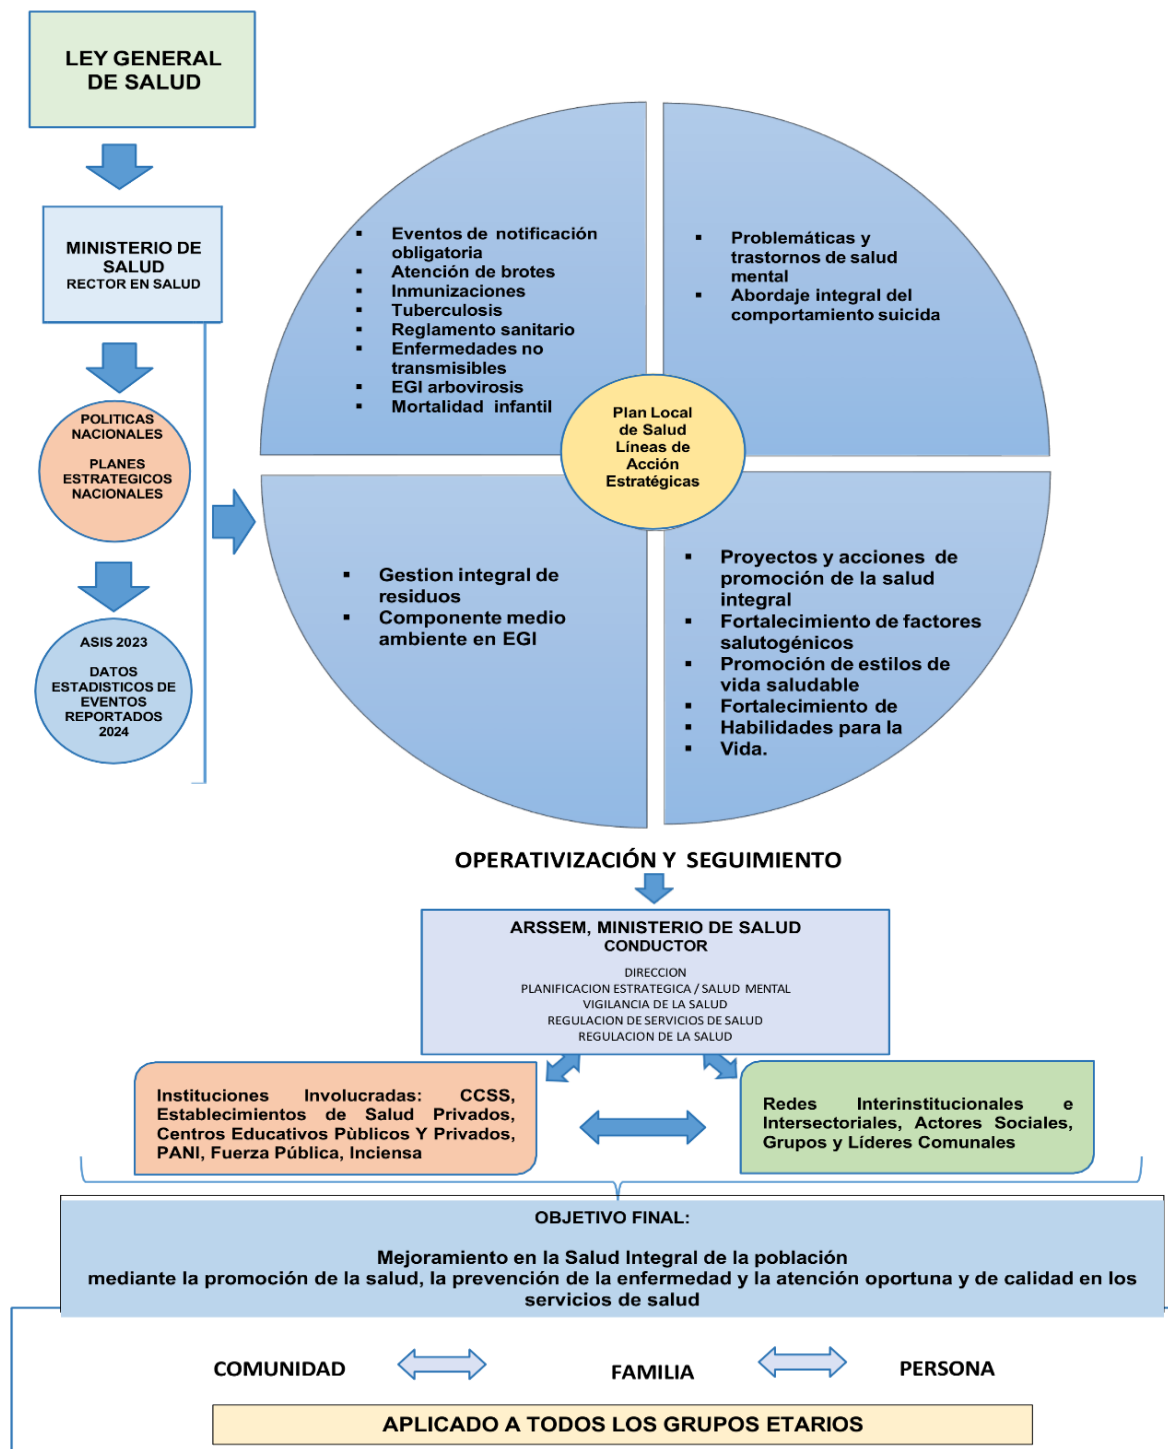 LEY GENERAL
DE SALUD
MINISTERIO DE
SALUD
RECTOR EN SALUD
POLITICAS
NACIONALES
PLANES
ESTRATEGICOS
NACIONALES
ASIS 2023
DATOS
ESTADISTICOS DE
EVENTOS
REPORTADOS
2024
▪ Eventos de notificación
obligatoria
▪ Atención de brotes
▪ Inmunizaciones
▪ Tuberculosis
▪ Reglamento sanitario
▪ Enfermedades no
transmisibles
▪ EGI arbovirosis
▪ Mortalidad infantil
▪ Problemáticas y
trastornos de salud
mental
▪ Abordaje integral del
comportamiento suicida
Plan Local
de Salud
Líneas de
Acción
Estratégicas
▪ Gestion integral de
residuos
▪ Componente medio
ambiente en EGI
▪ Proyectos y acciones de
promoción de la salud
integral
▪ Fortalecimiento de factores
salutogénicos
▪ Promoción de estilos de
vida saludable
▪ Fortalecimiento de
▪ Habilidades para la
▪ Vida.
OPERATIVIZACIÓN Y SEGUIMIENTO
ARSSEM, MINISTERIO DE SALUD
CONDUCTOR
DIRECCION
PLANIFICACION ESTRATEGICA / SALUD MENTAL
VIGILANCIA DE LA SALUD
REGULACION DE SERVICIOS DE SALUD
REGULACION DE LA SALUD
Instituciones Involucradas: CCSS,
Establecimientos de Salud Privados,
Centros Educativos Pùblicos Y Privados,
PANI, Fuerza Pública, Inciensa
Redes Interinstitucionales e
Intersectoriales, Actores Sociales,
Grupos y Líderes Comunales
OBJETIVO FINAL:
Mejoramiento en la Salud Integral de la población
mediante la promoción de la salud, la prevención de la enfermedad y la atención oportuna y de calidad en los
servicios de salud
COMUNIDAD FAMILIA PERSONA
APLICADO A TODOS LOS GRUPOS ETARIOS